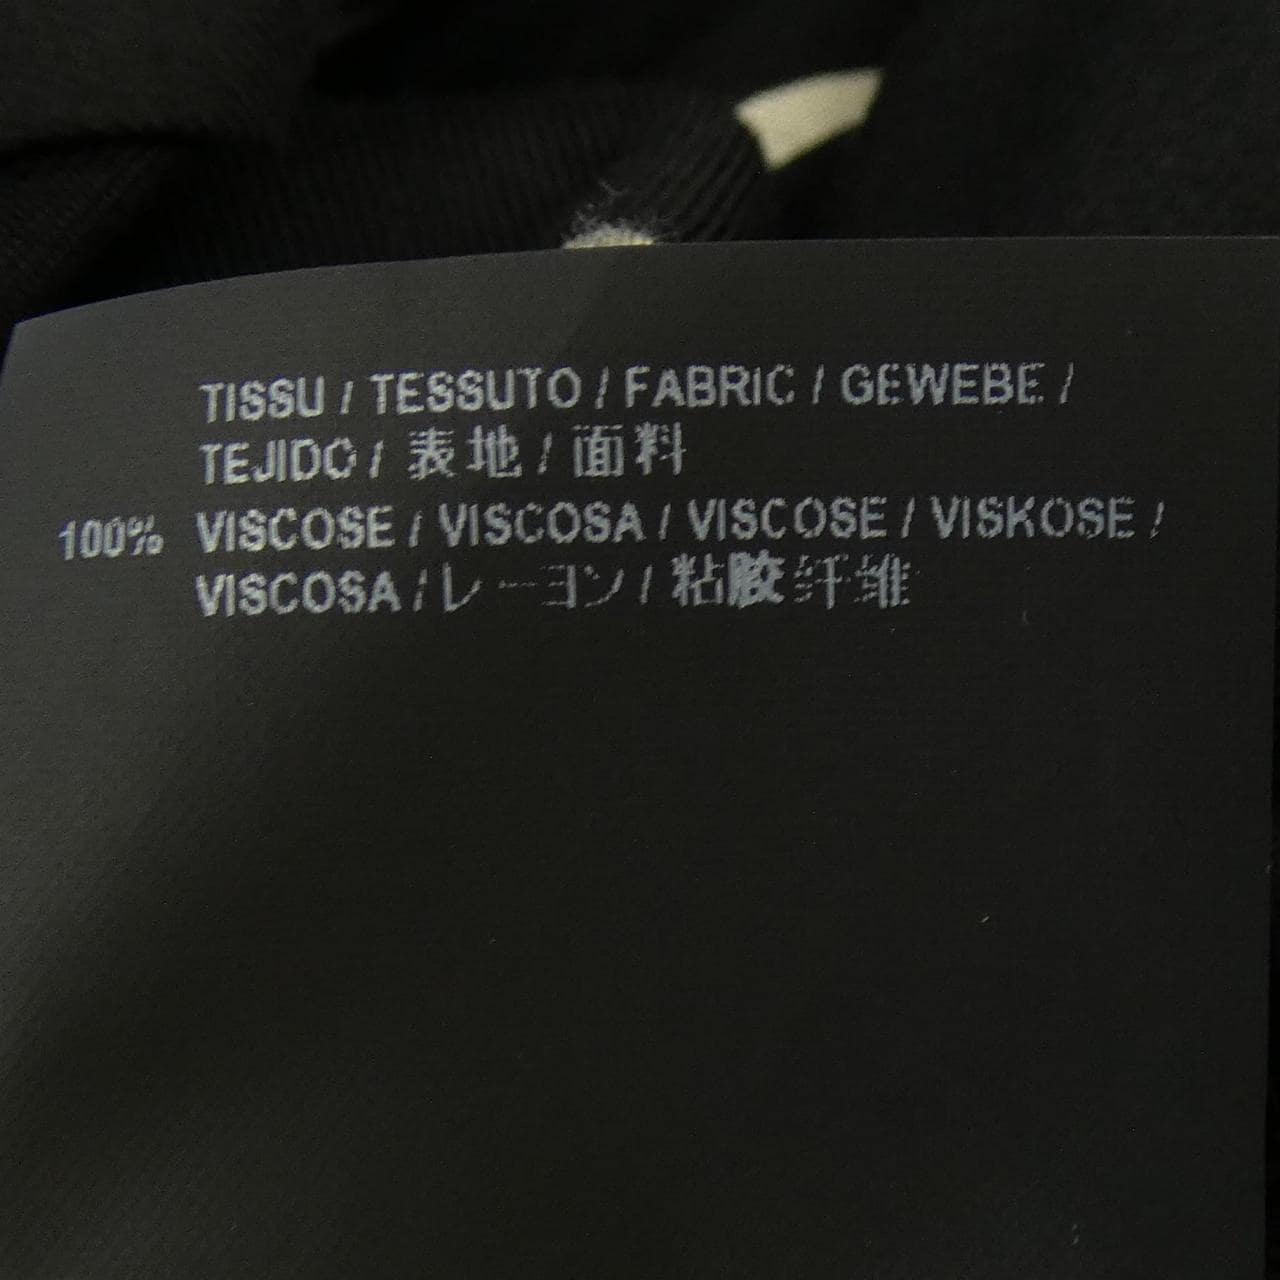 TISSU / TESSUTO / FABRIC / GEWEBE /
TEJIDO / 表地 / 面料
100% VISCOSE / VISCOSA / VISCOSE / VISKOSE /
VISCOSA / レーヨン / 粘胶纤维